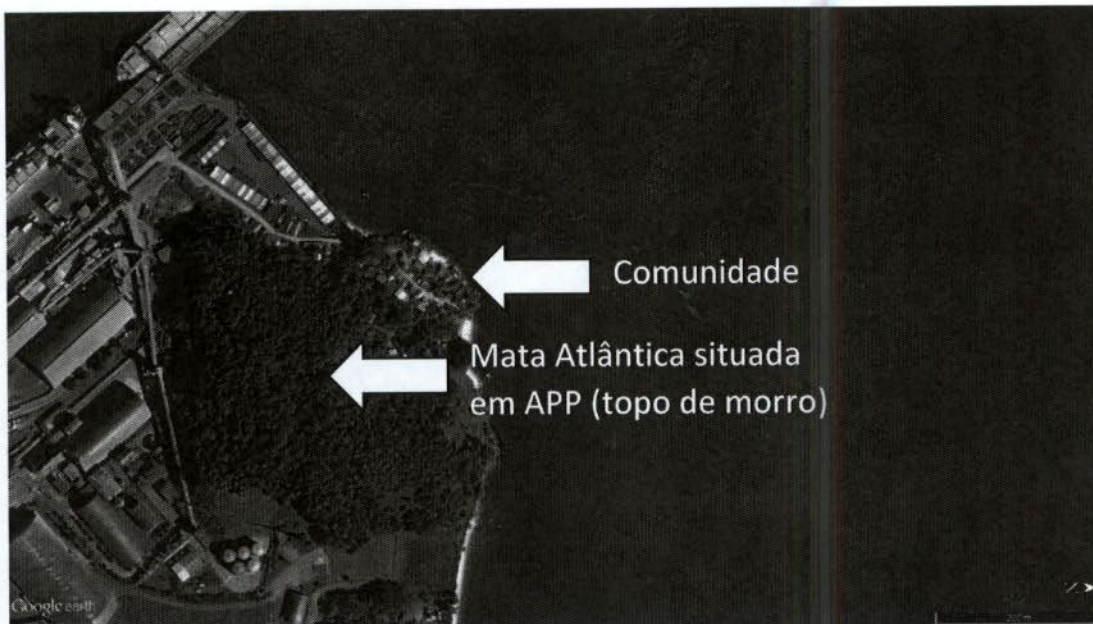 Comunidade
Mata Atlântica situada
em APP (topo de morro)
Google earth